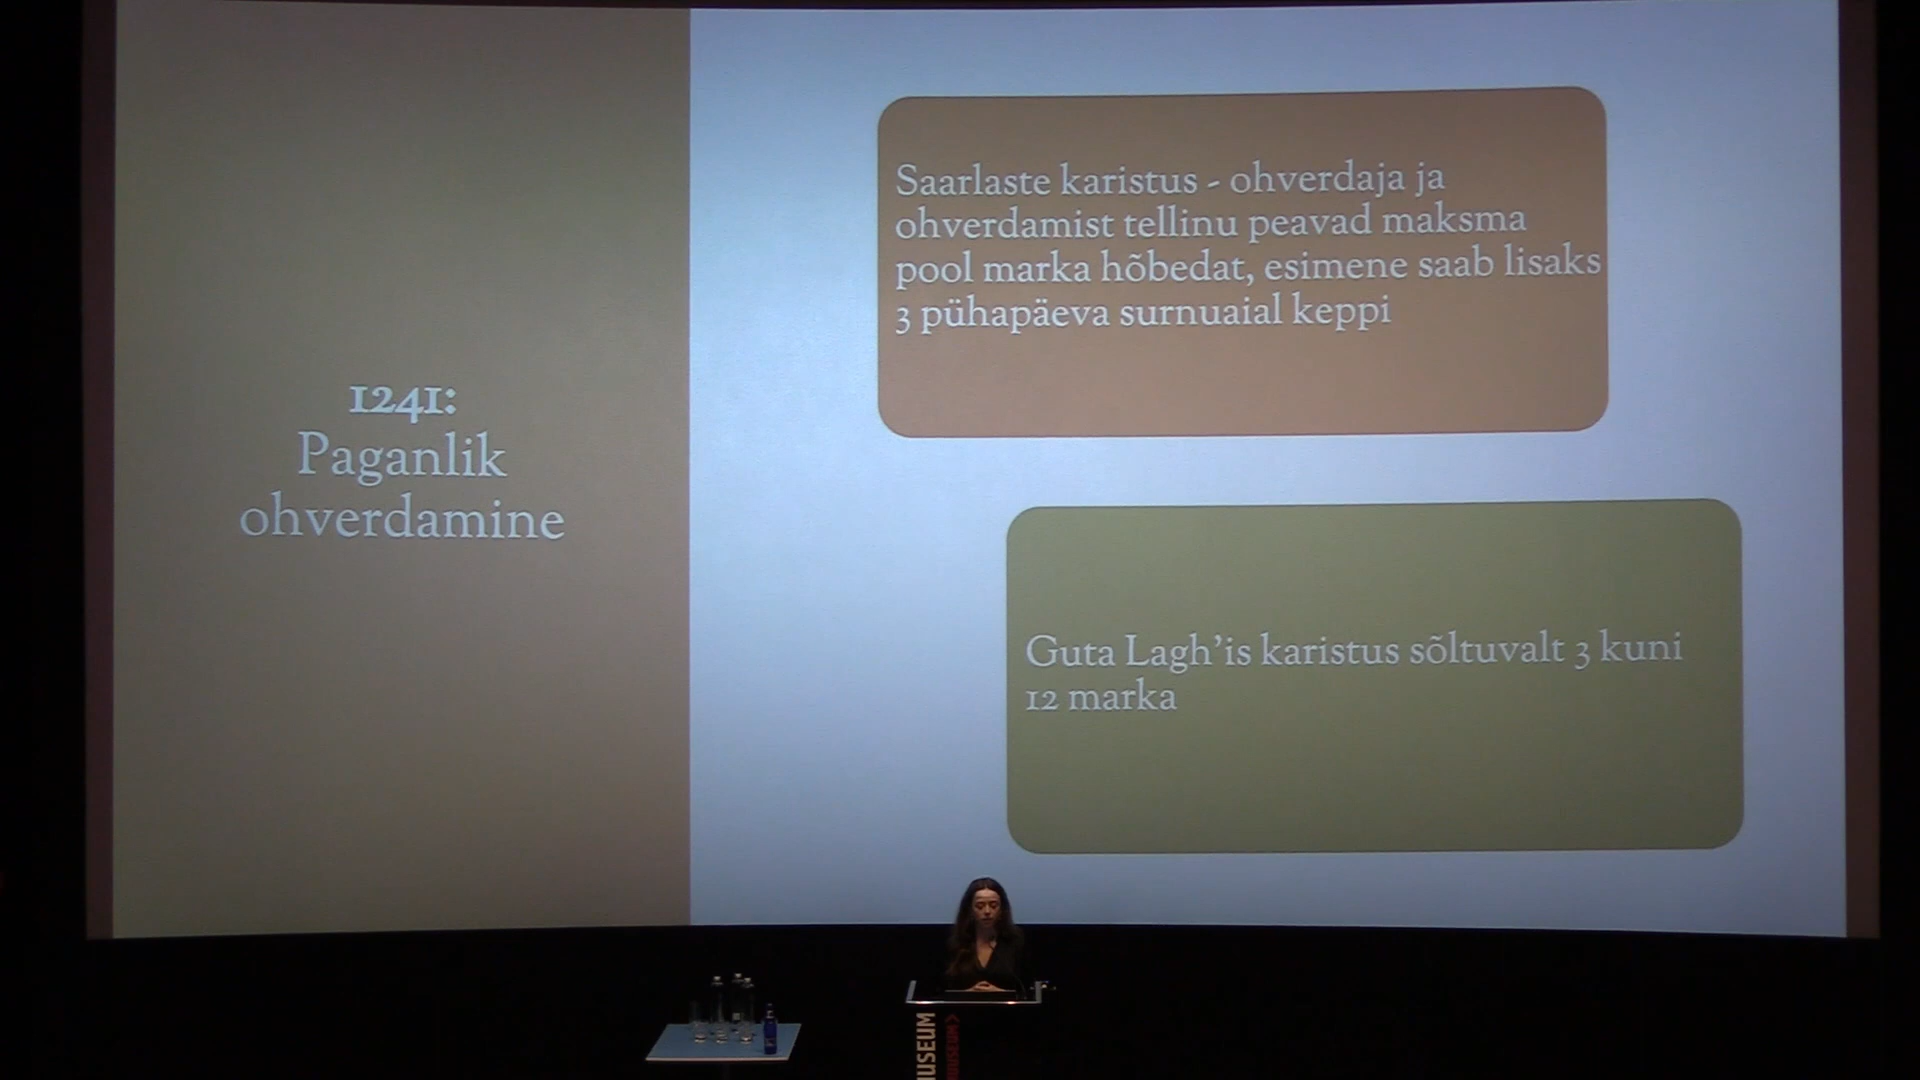 1241:
Paganlik
ohverdamine
Saarlaste karistus - ohverdaja ja
ohverdamist tellinu peavad maksma
pool marka hõbedat, esimene saab lisaks
3 pühapäeva surnuaial keppi
Guta Lagh'is karistus sõltuvalt 3 kuni
12 marka